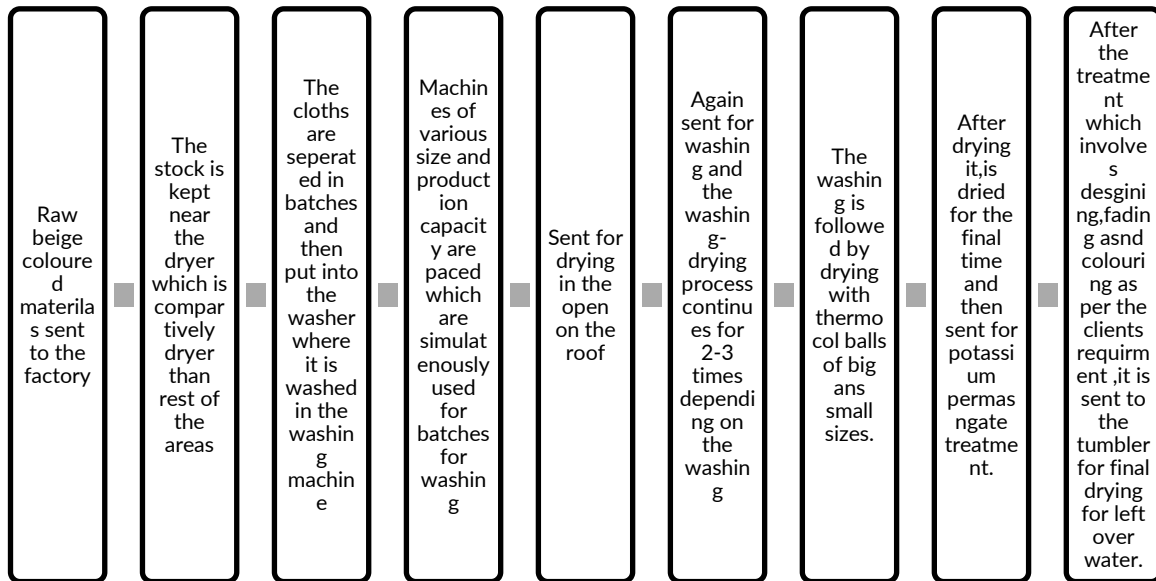 Raw
beige
coloure
d
materila
s sent
to the
factory
The
stock is
kept
near
the
dryer
which is
compar
tively
dryer
than
rest of
the
areas
The
cloths
are
seperat
ed in
batches
and
then
put into
the
washer
where
it is
washed
in the
washin
g
machin
e
Machin
es of
various
size and
product
ion
capacit
y are
paced
which
are
simulat
enously
used
for
batches
for
washin
g
Sent for
drying
in the
open
on the
roof
Again
sent for
washin
g and
the
washin
g-
drying
process
continu
es for
2-3
times
dependi
ng on
the
washin
g
The
washin
g is
followe
d by
drying
with
thermo
col balls
of big
ans
small
sizes.
After
drying
it,is
dried
for the
final
time
and
then
sent for
potassi
um
permas
ngate
treatme
nt.
After
the
treatme
nt
which
involve
s
desgini
ng,fadin
g asnd
colouri
ng as
per the
clients
requirm
ent ,it is
sent to
the
tumbler
for final
drying
for left
over
water.